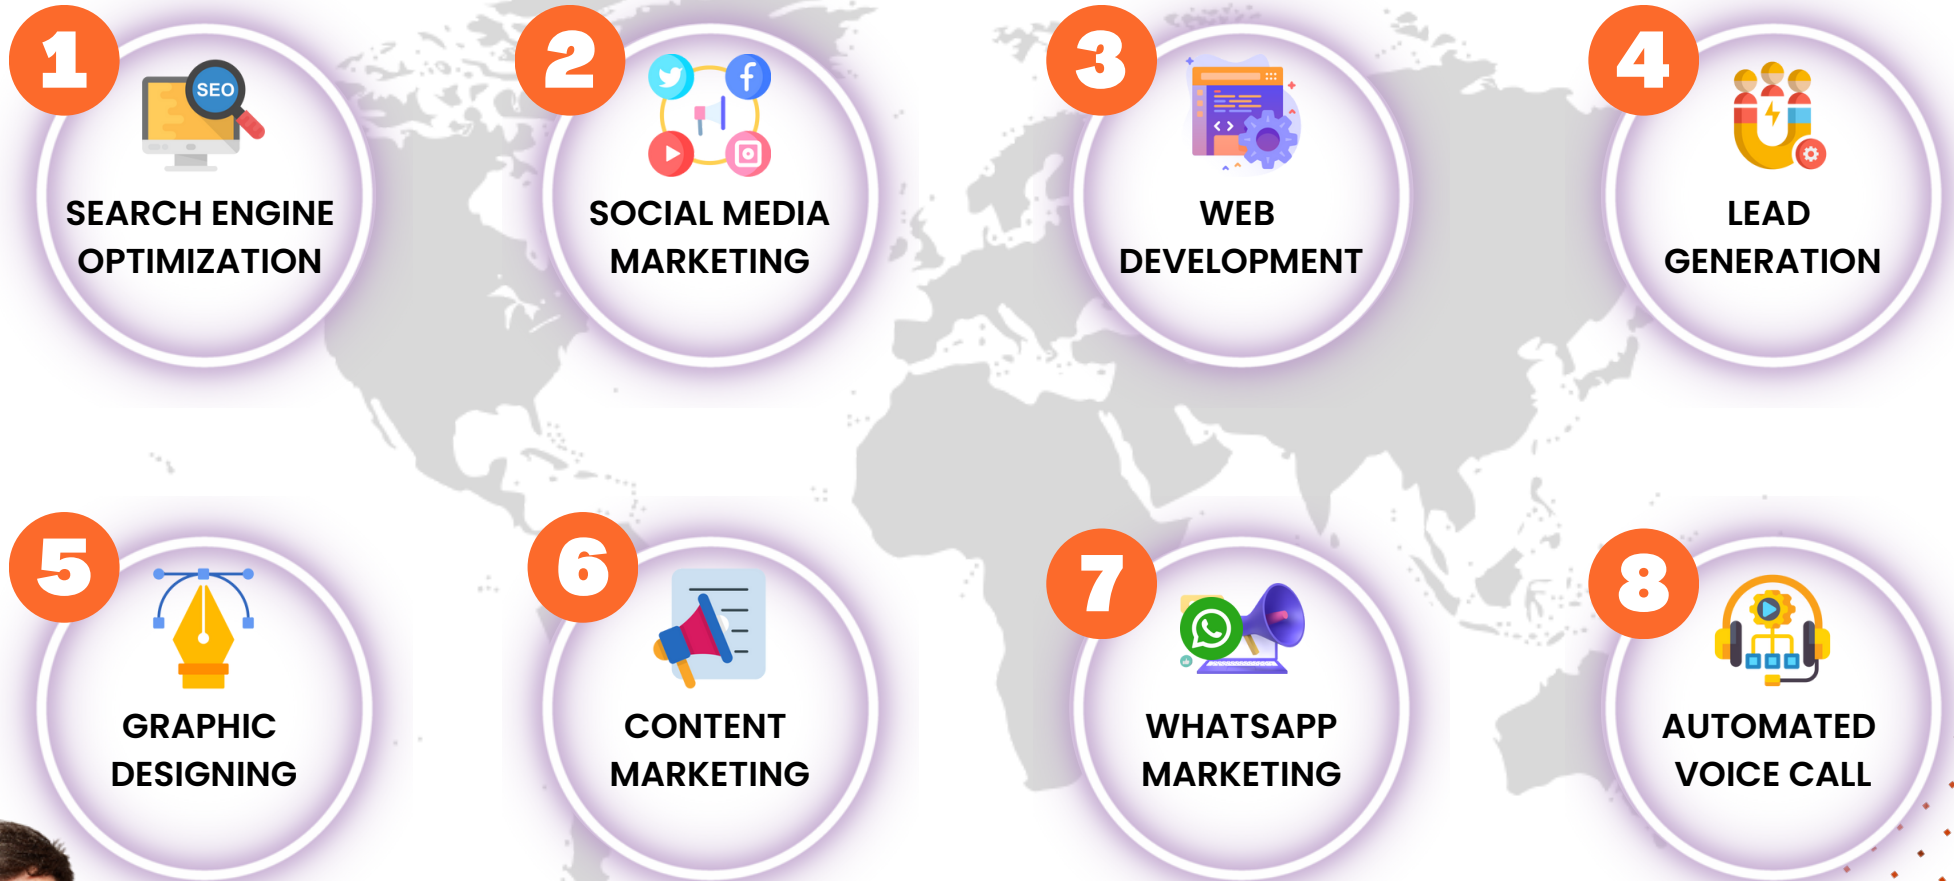 1
SEO
SEARCH ENGINE
OPTIMIZATION
2
SOCIAL MEDIA
MARKETING
3
WEB
DEVELOPMENT
4
LEAD
GENERATION
5
GRAPHIC
DESIGNING
6
CONTENT
MARKETING
7
WHATSAPP
MARKETING
8
AUTOMATED
VOICE CALL